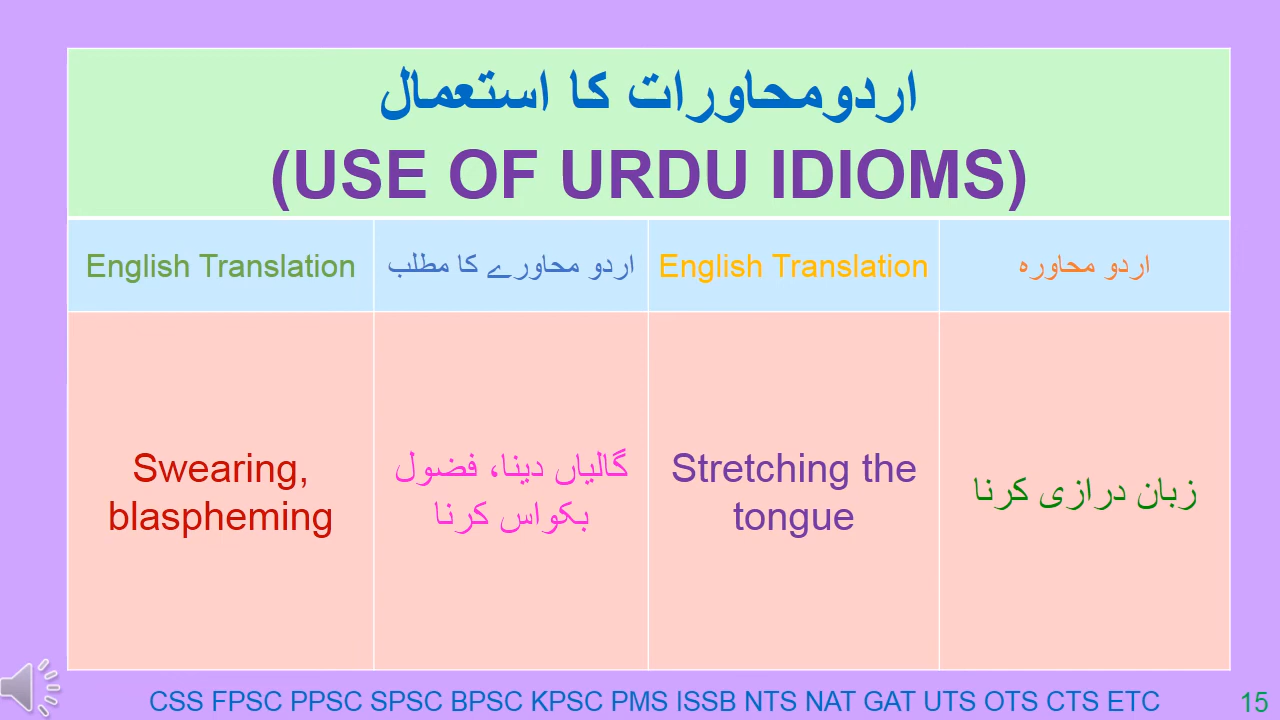 اردومحاورات کا استعمال
(USE OF URDU IDIOMS)
اردو محاورہ
English Translation
اردو محاورے کا مطلب
English Translation
زبان درازی کرنا
Stretching the
tongue
گالیاں دینا، فضول
بکواس کرنا
Swearing,
blaspheming
CSS FPSC PPSC SPSC BPSC KPSC PMS ISSB NTS NAT GAT UTS OTS CTS ETC
15